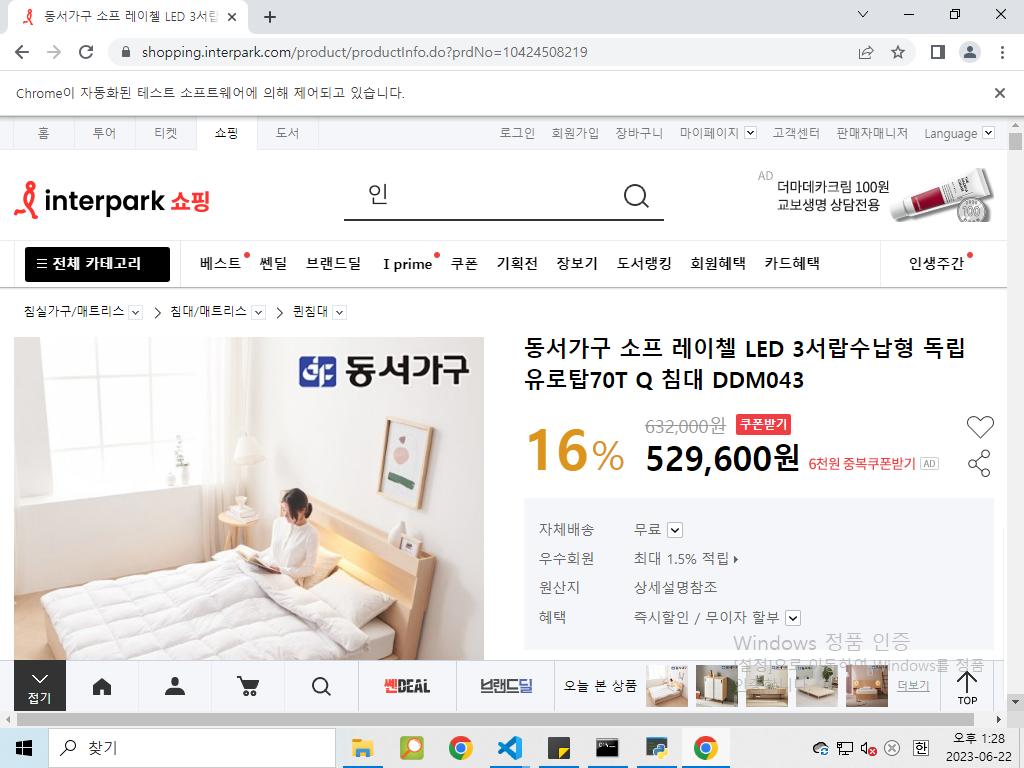 동서가구 소프 레이첼 LED 3서랍
shopping.interpark.com/product/productInfo.do?prdNo=10424508219
Chrome이 자동화된 테스트 소프트웨어에 의해 제어되고 있습니다.
홈 투어 티켓 쇼핑 도서 로그인 회원가입 장바구니 마이페이지 고객센터 판매자매니저 Language
interpark 쇼핑
인
AD
더마데카크림 100원
교보생명 상담전용
전체 카테고리 베스트 쎈딜 브랜드딜 I prime 쿠폰 기획전 장보기 도서랭킹 회원혜택 카드혜택 인생주간
침실가구/매트리스 침대/매트리스 퀸침대
동서가구
동서가구 소프 레이첼 LED 3서랍수납형 독립
유로탑70T Q 침대 DDM043
16%
632,000원 쿠폰받기
529,600원 6천원 중복쿠폰받기 AD
자체배송 무료
우수회원 최대 1.5% 적립
원산지 상세설명참조
혜택 즉시할인 / 무이자 할부
Windows 정품 인증
[설정]으로 이동하여 Windows를 정품
접기
쎈DEAL
브랜드딜
오늘 본 상품
더보기
TOP
찾기
한
오후 1:28
2023-06-22